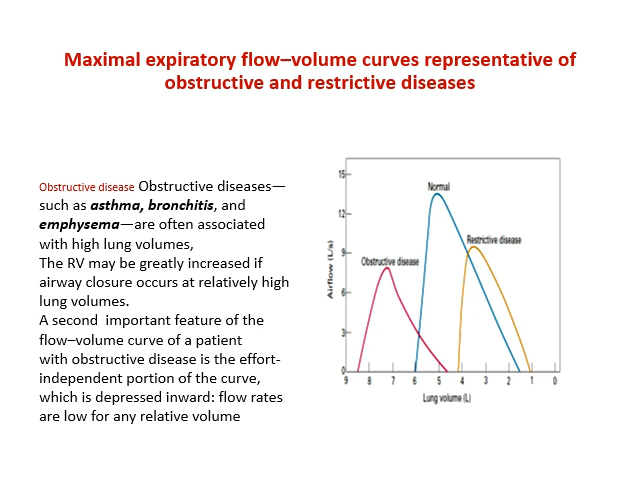 Maximal expiratory flow–volume curves representative of
obstructive and restrictive diseases
Obstructive disease Obstructive diseases—
such as asthma, bronchitis, and
emphysema—are often associated
with high lung volumes,
The RV may be greatly increased if
airway closure occurs at relatively high
lung volumes.
A second  important feature of the
flow–volume curve of a patient
with obstructive disease is the effort-
independent portion of the curve,
which is depressed inward: flow rates
are low for any relative volume
15
12
9
6
3
0
Airflow (L/s)
Normal
Restrictive disease
Obstructive disease
9 8 7 6 5 4 3 2 1 0
Lung volume (L)